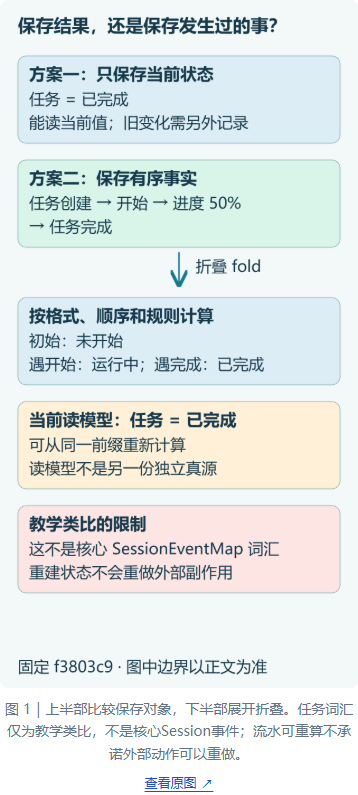 保存结果，还是保存发生过的事?
方案一：只保存当前状态
任务 = 已完成
能读当前值；旧变化需另外记录
方案二：保存有序事实
任务创建 → 开始 → 进度 50%
→ 任务完成
折叠 fold
按格式、顺序和规则计算
初始：未开始
遇开始：运行中；遇完成：已完成
当前读模型：任务 = 已完成
可从同一前缀重新计算
读模型不是另一份独立真源
教学类比的限制
这不是核心 SessionEventMap 词汇
重建状态不会重做外部副作用
固定 f3803c9 · 图中边界以正文为准
图 1｜上半部比较保存对象，下半部展开折叠。任务词汇
仅为教学类比，不是核心Session事件；流水可重算不承
诺外部动作可以重做。
查看原图 ↗